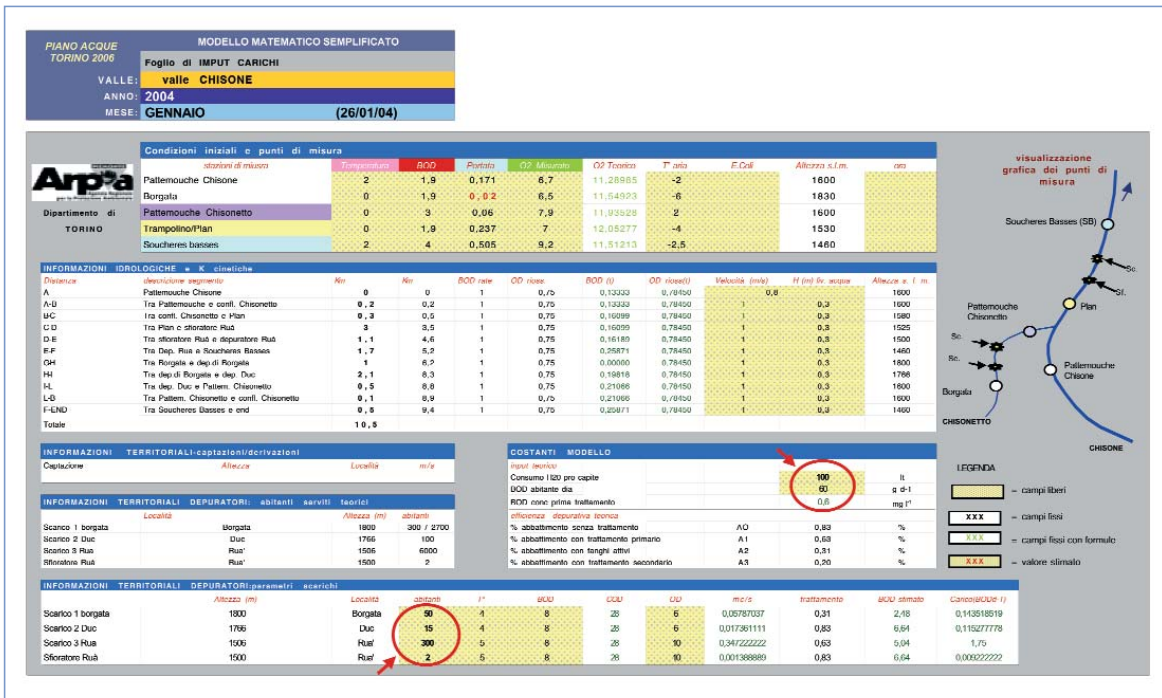 PIANO ACQUE TORINO 2006
MODELLO MATEMATICO SEMPLIFICATO
Foglio di IMPUT CARICHI
VALLE: valle CHISONE
ANNO: 2004
MESE: GENNAIO (26/01/04)
Arpa
Dipartimento di
TORINO
Condizioni iniziali e punti di misura
stazioni di misura Temperatura BOD Portata O2 Misurato O2 Teorico T° aria E.Coli Altezza s.l.m. ora
Pattemouche Chisone 2 1,9 0,171 6,7 11,28985 -2 1600
Borgata 0 1,9 0,02 6,5 11,54923 -6 1830
Pattemouche Chisonetto 0 3 0,06 7,9 11,93528 2 1600
Trampolino/Plan 0 1,9 0,237 7 12,05277 -4 1530
Soucheres basses 2 4 0,505 9,2 11,51213 -2,5 1460
visualizzazione
grafica dei punti di
misura
Soucheres Basses (SB)
Sc.
Sf.
Plan
Pattemouche
Chisonetto
Sc.
Sc.
Pattemouche
Chisone
Borgata
CHISONETTO
CHISONE
INFORMAZIONI IDROLOGICHE e K cinetiche
Distanza descrizione segmento Km Km BOD rate OD rioss. BOD (t) OD rioss(t) Velocità (m/s) H (m) liv. acqua Altezza s. l. m.
A Pattemouche Chisone 0 0 1 0,75 0,13333 0,78450 0,8 1600
A-B Tra Pattemouche e confl. Chisonetto 0,2 0,2 1 0,75 0,13333 0,78450 1 0,3 1600
B-C Tra confl. Chisonetto e Plan 0,3 0,5 1 0,75 0,16099 0,78450 1 0,3 1580
C-D Tra Plan e sfioratore Ruà 3 3,5 1 0,75 0,16099 0,78450 1 0,3 1525
D-E Tra sfioratore Ruà e depuratore Ruà 1,1 4,6 1 0,75 0,16189 0,78450 1 0,3 1500
E-F Tra Dep. Rua e Soucheres Basses 1,7 5,2 1 0,75 0,25871 0,78450 1 0,3 1460
G-H Tra Borgata e dep di Borgata 1 6,2 1 0,75 0,00000 0,78450 1 0,3 1800
H-I Tra dep di Borgata e dep. Duc 2,1 8,3 1 0,75 0,19818 0,78450 1 0,3 1766
I-L Tra dep. Duc e Pattem. Chisonetto 0,5 8,8 1 0,75 0,21066 0,78450 1 0,3 1600
L-B Tra Pattem. Chisonetto e confl. Chisonetto 0,1 8,9 1 0,75 0,21066 0,78450 1 0,3 1600
F-END Tra Soucheres Basses e end 0,5 9,4 1 0,75 0,25871 0,78450 1 0,3 1460
Totale 10,5
INFORMAZIONI TERRITORIALI-captazioni/derivazioni
Captazione Altezza Località m/s
INFORMAZIONI TERRITORIALI DEPURATORI: abitanti serviti teorici
Località Altezza (m) abitanti
Scarico 1 borgata Borgata 1800 300 / 2700
Scarico 2 Duc Duc 1766 100
Scarico 3 Rua Rua' 1506 6000
Sfioratore Ruà Rua' 1500 2
COSTANTI MODELLO
input teorico
Consumo H20 pro capite 100 lt
BOD abitante dia 60 g d-l
BOD conc prima trattamento 0,6 mg l-1
efficienza depurativa teorica
% abbattimento senza trattamento AO 0,83 %
% abbattimento con trattamento primario A1 0,63 %
% abbattimento con fanghi attivi A2 0,31 %
% abbattimento con trattamento secondario A3 0,20 %
LEGENDA
= campi liberi
XXX = campi fissi
XXX = campi fissi con formule
XXX = valore stimato
INFORMAZIONI TERRITORIALI DEPURATORI:parametri scarichi
Altezza (m) Località abitanti T° BOD COD OD mc/s trattamento BOD stimato Carico(BODd-1)
Scarico 1 borgata 1800 Borgata 50 4 8 28 6 0,05787037 0,31 2,48 0,143518519
Scarico 2 Duc 1766 Duc 15 4 8 28 6 0,017361111 0,83 6,64 0,115277778
Scarico 3 Rua 1506 Rua' 300 5 8 28 10 0,347222222 0,63 5,04 1,75
Sfioratore Ruà 1500 Rua' 2 5 8 28 10 0,001388889 0,83 6,64 0,009222222